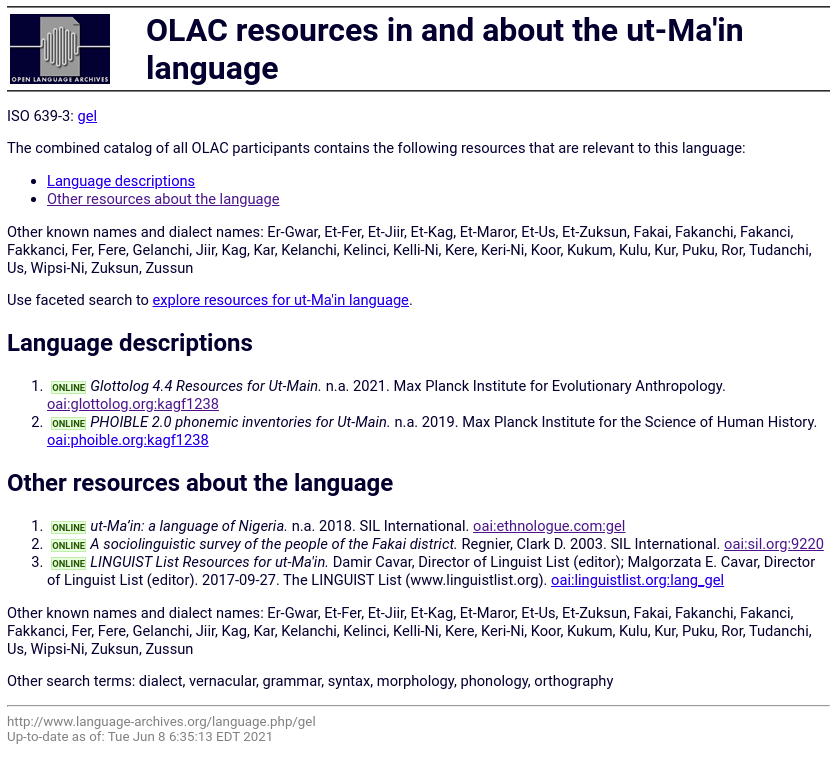 OPEN LANGUAGE ARCHIVES
OLAC resources in and about the ut-Ma'in
language
ISO 639-3: gel
The combined catalog of all OLAC participants contains the following resources that are relevant to this language:
• Language descriptions
• Other resources about the language
Other known names and dialect names: Er-Gwar, Et-Fer, Et-Jiir, Et-Kag, Et-Maror, Et-Us, Et-Zuksun, Fakai, Fakanchi, Fakanci,
Fakkanci, Fer, Fere, Gelanchi, Jiir, Kag, Kar, Kelanchi, Kelinci, Kelli-Ni, Kere, Keri-Ni, Koor, Kukum, Kulu, Kur, Puku, Ror, Tudanchi,
Us, Wipsi-Ni, Zuksun, Zussun
Use faceted search to explore resources for ut-Ma'in language.
Language descriptions
1. ONLINE Glottolog 4.4 Resources for Ut-Main. n.a. 2021. Max Planck Institute for Evolutionary Anthropology.
oai:glottolog.org:kagf1238
2. ONLINE PHOIBLE 2.0 phonemic inventories for Ut-Main. n.a. 2019. Max Planck Institute for the Science of Human History.
oai:phoible.org:kagf1238
Other resources about the language
1. ONLINE ut-Ma'in: a language of Nigeria. n.a. 2018. SIL International. oai:ethnologue.com:gel
2. ONLINE A sociolinguistic survey of the people of the Fakai district. Regnier, Clark D. 2003. SIL International. oai:sil.org:9220
3. ONLINE LINGUIST List Resources for ut-Ma'in. Damir Cavar, Director of Linguist List (editor); Malgorzata E. Cavar, Director
of Linguist List (editor). 2017-09-27. The LINGUIST List (www.linguistlist.org). oai:linguistlist.org:lang_gel
Other known names and dialect names: Er-Gwar, Et-Fer, Et-Jiir, Et-Kag, Et-Maror, Et-Us, Et-Zuksun, Fakai, Fakanchi, Fakanci,
Fakkanci, Fer, Fere, Gelanchi, Jiir, Kag, Kar, Kelanchi, Kelinci, Kelli-Ni, Kere, Keri-Ni, Koor, Kukum, Kulu, Kur, Puku, Ror, Tudanchi,
Us, Wipsi-Ni, Zuksun, Zussun
Other search terms: dialect, vernacular, grammar, syntax, morphology, phonology, orthography
http://www.language-archives.org/language.php/gel
Up-to-date as of: Tue Jun 8 6:35:13 EDT 2021